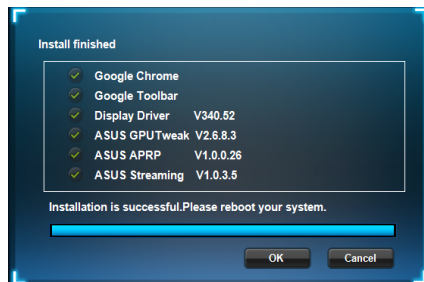 Install finished
Google Chrome
Google Toolbar
Display Driver V340.52
ASUS GPUTweak V2.6.8.3
ASUS APRP V1.0.0.26
ASUS Streaming V1.0.3.5
Installation is successful.Please reboot your system.
OK Cancel